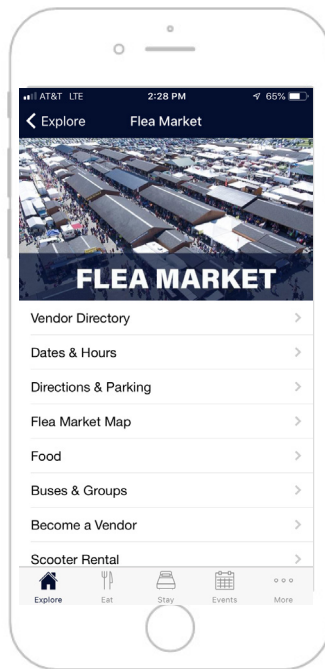 AT&T LTE 2:28 PM 65%
Explore Flea Market
FLEA MARKET
Vendor Directory
Dates & Hours
Directions & Parking
Flea Market Map
Food
Buses & Groups
Become a Vendor
Scooter Rental
Explore Eat Stay Events More